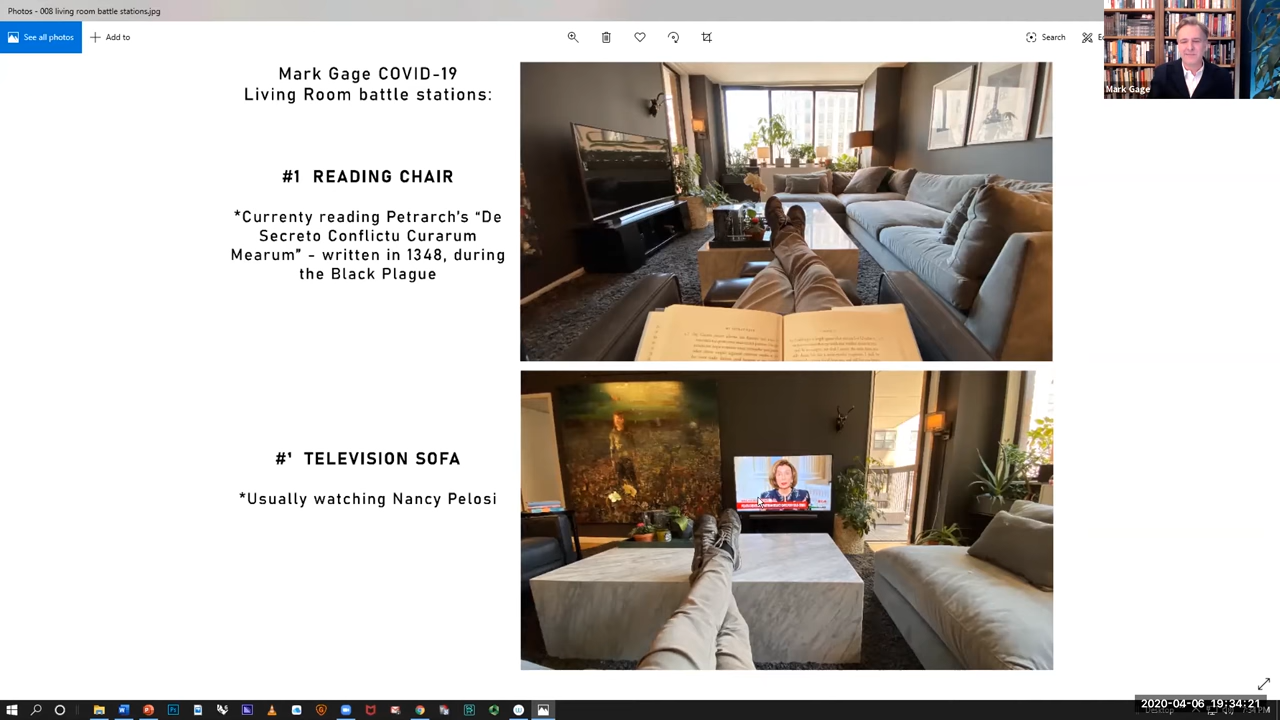 Photos - 008 living room battle stations.jpg
See all photos
Add to
Search
Mark Gage
Mark Gage COVID-19
Living Room battle stations:
#1 READING CHAIR
*Currenty reading Petrarch's "De
Secreto Conflictu Curarum
Mearum" - written in 1348, during
the Black Plague
#' TELEVISION SOFA
*Usually watching Nancy Pelosi
2020-04-06 19:34:21